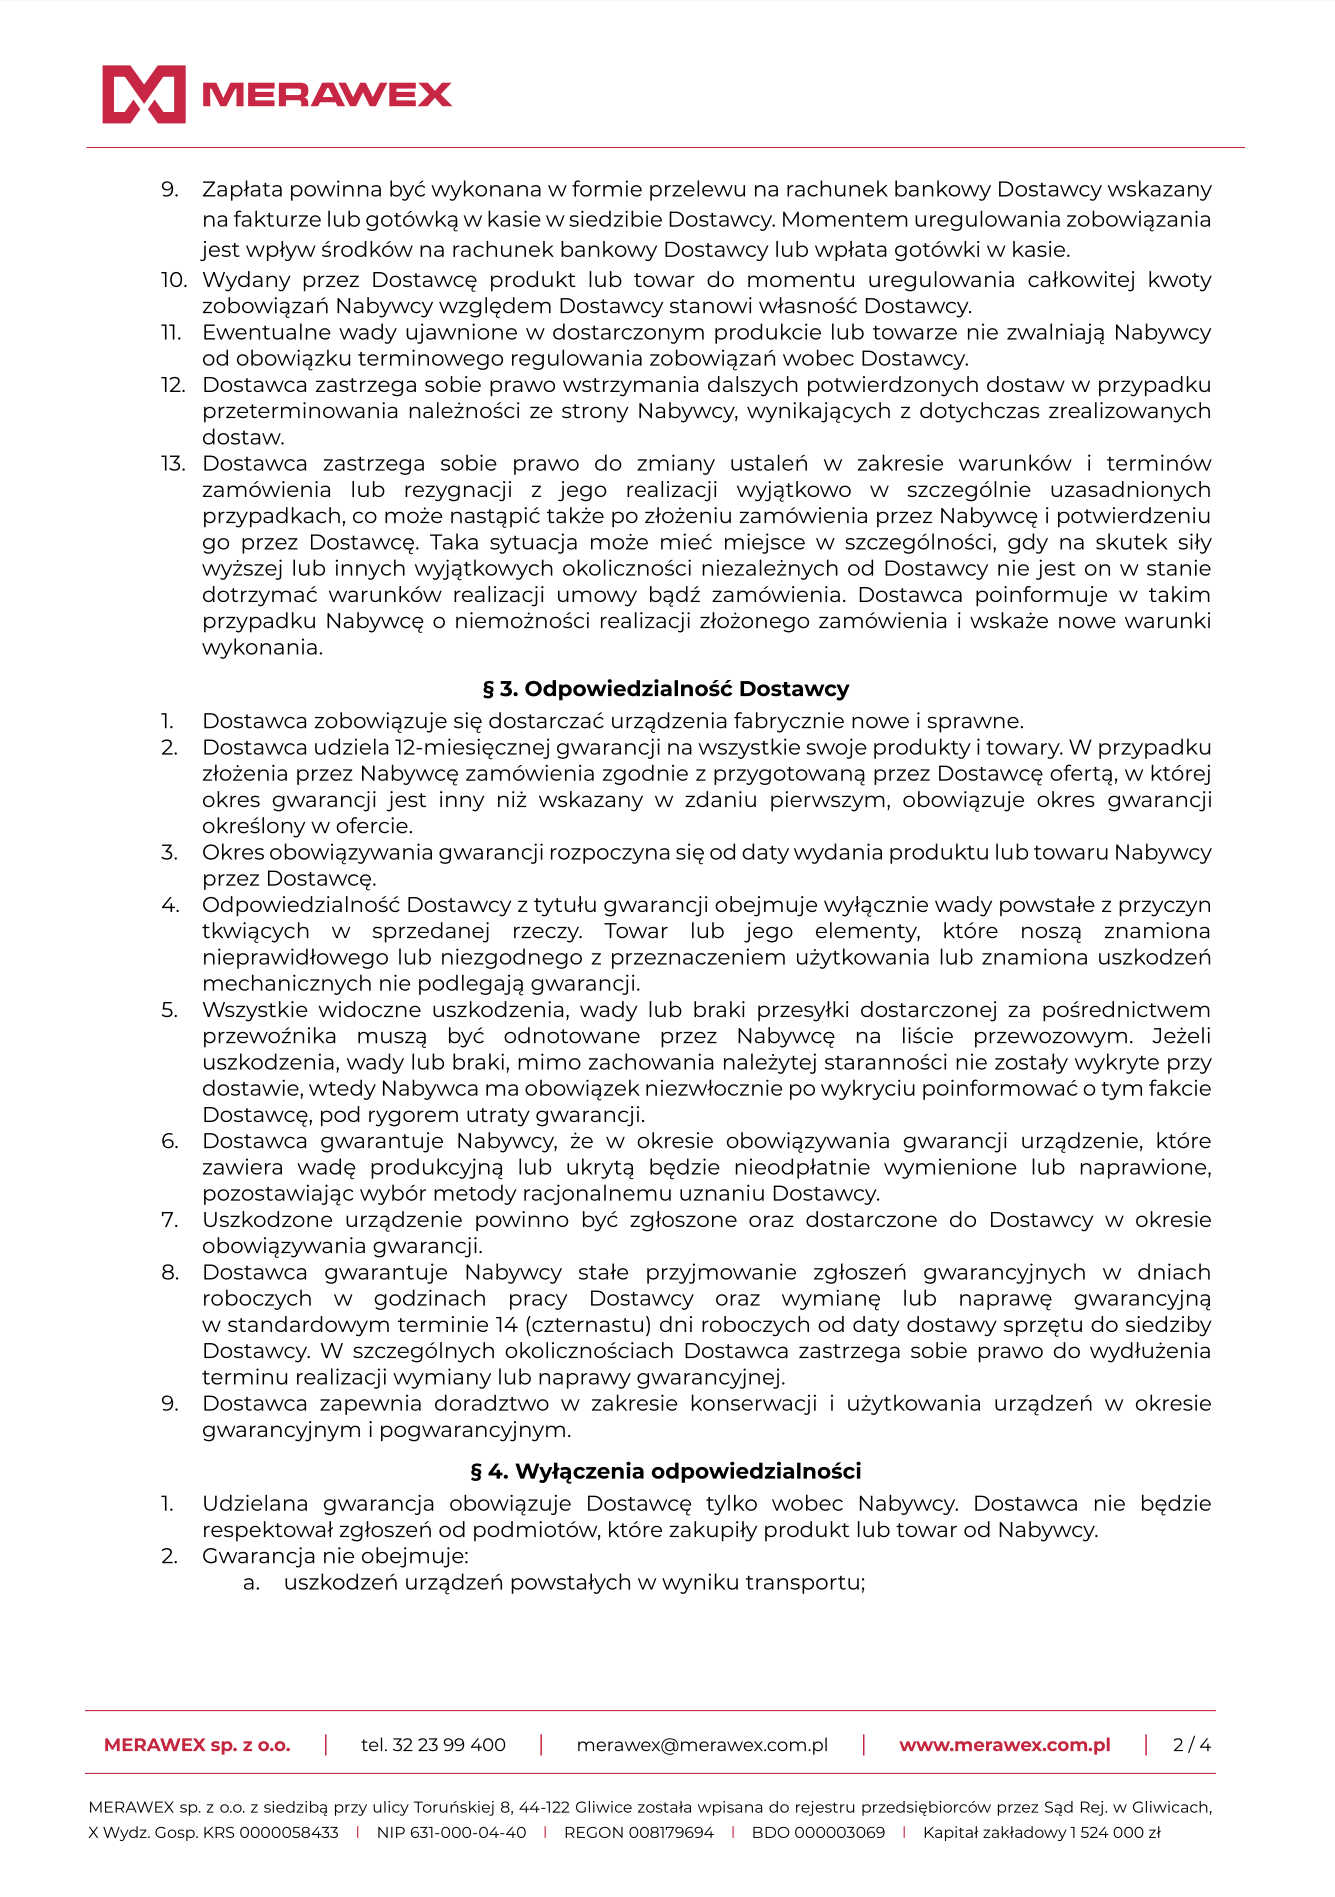 MERAWEX
9. Zapłata powinna być wykonana w formie przelewu na rachunek bankowy Dostawcy wskazany
na fakturze lub gotówką w kasie w siedzibie Dostawcy. Momentem uregulowania zobowiązania
jest wpływ środków na rachunek bankowy Dostawcy lub wpłata gotówki w kasie.
10. Wydany przez Dostawcę produkt lub towar do momentu uregulowania całkowitej kwoty
zobowiązań Nabywcy względem Dostawcy stanowi własność Dostawcy.
11. Ewentualne wady ujawnione w dostarczonym produkcie lub towarze nie zwalniają Nabywcy
od obowiązku terminowego regulowania zobowiązań wobec Dostawcy.
12. Dostawca zastrzega sobie prawo wstrzymania dalszych potwierdzonych dostaw w przypadku
przeterminowania należności ze strony Nabywcy, wynikających z dotychczas zrealizowanych
dostaw.
13. Dostawca zastrzega sobie prawo do zmiany ustaleń w zakresie warunków i terminów
zamówienia lub rezygnacji z jego realizacji wyjątkowo w szczególnie uzasadnionych
przypadkach, co może nastąpić także po złożeniu zamówienia przez Nabywcę i potwierdzeniu
go przez Dostawcę. Taka sytuacja może mieć miejsce w szczególności, gdy na skutek siły
wyższej lub innych wyjątkowych okoliczności niezależnych od Dostawcy nie jest on w stanie
dotrzymać warunków realizacji umowy bądź zamówienia. Dostawca poinformuje w takim
przypadku Nabywcę o niemożności realizacji złożonego zamówienia i wskaże nowe warunki
wykonania.
§ 3. Odpowiedzialność Dostawcy
1. Dostawca zobowiązuje się dostarczać urządzenia fabrycznie nowe i sprawne.
2. Dostawca udziela 12-miesięcznej gwarancji na wszystkie swoje produkty i towary. W przypadku
złożenia przez Nabywcę zamówienia zgodnie z przygotowaną przez Dostawcę ofertą, w której
okres gwarancji jest inny niż wskazany w zdaniu pierwszym, obowiązuje okres gwarancji
określony w ofercie.
3. Okres obowiązywania gwarancji rozpoczyna się od daty wydania produktu lub towaru Nabywcy
przez Dostawcę.
4. Odpowiedzialność Dostawcy z tytułu gwarancji obejmuje wyłącznie wady powstałe z przyczyn
tkwiących w sprzedanej rzeczy. Towar lub jego elementy, które noszą znamiona
nieprawidłowego lub niezgodnego z przeznaczeniem użytkowania lub znamiona uszkodzeń
mechanicznych nie podlegają gwarancji.
5. Wszystkie widoczne uszkodzenia, wady lub braki przesyłki dostarczonej za pośrednictwem
przewoźnika muszą być odnotowane przez Nabywcę na liście przewozowym. Jeżeli
uszkodzenia, wady lub braki, mimo zachowania należytej staranności nie zostały wykryte przy
dostawie, wtedy Nabywca ma obowiązek niezwłocznie po wykryciu poinformować o tym fakcie
Dostawcę, pod rygorem utraty gwarancji.
6. Dostawca gwarantuje Nabywcy, że w okresie obowiązywania gwarancji urządzenie, które
zawiera wadę produkcyjną lub ukrytą będzie nieodpłatnie wymienione lub naprawione,
pozostawiając wybór metody racjonalnemu uznaniu Dostawcy.
7. Uszkodzone urządzenie powinno być zgłoszone oraz dostarczone do Dostawcy w okresie
obowiązywania gwarancji.
8. Dostawca gwarantuje Nabywcy stałe przyjmowanie zgłoszeń gwarancyjnych w dniach
roboczych w godzinach pracy Dostawcy oraz wymianę lub naprawę gwarancyjną
w standardowym terminie 14 (czternastu) dni roboczych od daty dostawy sprzętu do siedziby
Dostawcy. W szczególnych okolicznościach Dostawca zastrzega sobie prawo do wydłużenia
terminu realizacji wymiany lub naprawy gwarancyjnej.
9. Dostawca zapewnia doradztwo w zakresie konserwacji i użytkowania urządzeń w okresie
gwarancyjnym i pogwarancyjnym.
§ 4. Wyłączenia odpowiedzialności
1. Udzielana gwarancja obowiązuje Dostawcę tylko wobec Nabywcy. Dostawca nie będzie
respektował zgłoszeń od podmiotów, które zakupiły produkt lub towar od Nabywcy.
2. Gwarancja nie obejmuje:
a. uszkodzeń urządzeń powstałych w wyniku transportu;
MERAWEX sp. z o.o. | tel. 32 23 99 400 | merawex@merawex.com.pl | www.merawex.com.pl | 2 / 4
MERAWEX sp. z o.o. z siedzibą przy ulicy Toruńskiej 8, 44-122 Gliwice została wpisana do rejestru przedsiębiorców przez Sąd Rej. w Gliwicach,
X Wydz. Gosp. KRS 0000058433 | NIP 631-000-04-40 | REGON 008179694 | BDO 000003069 | Kapitał zakładowy 1 524 000 zł